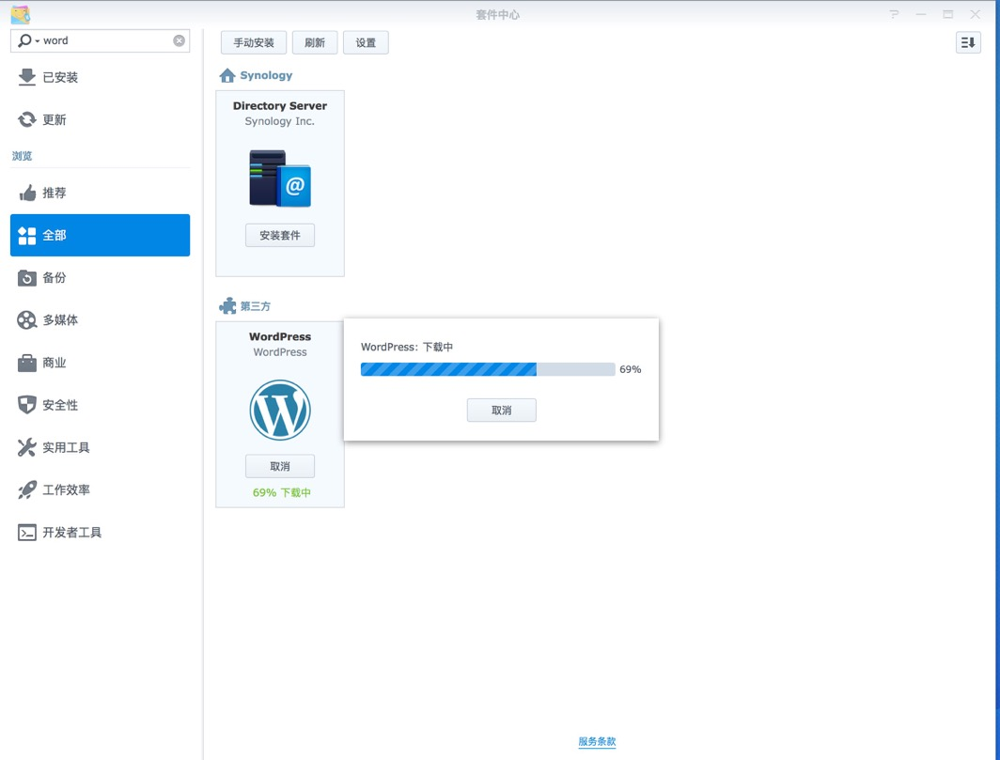 套件中心
word
手动安装
刷新
设置
已安装
更新
浏览
推荐
全部
备份
多媒体
商业
安全性
实用工具
工作效率
开发者工具
Synology
Directory Server
Synology Inc.
@
安装套件
第三方
WordPress
WordPress
W
取消
69% 下载中
WordPress: 下载中
69%
取消
服务条款